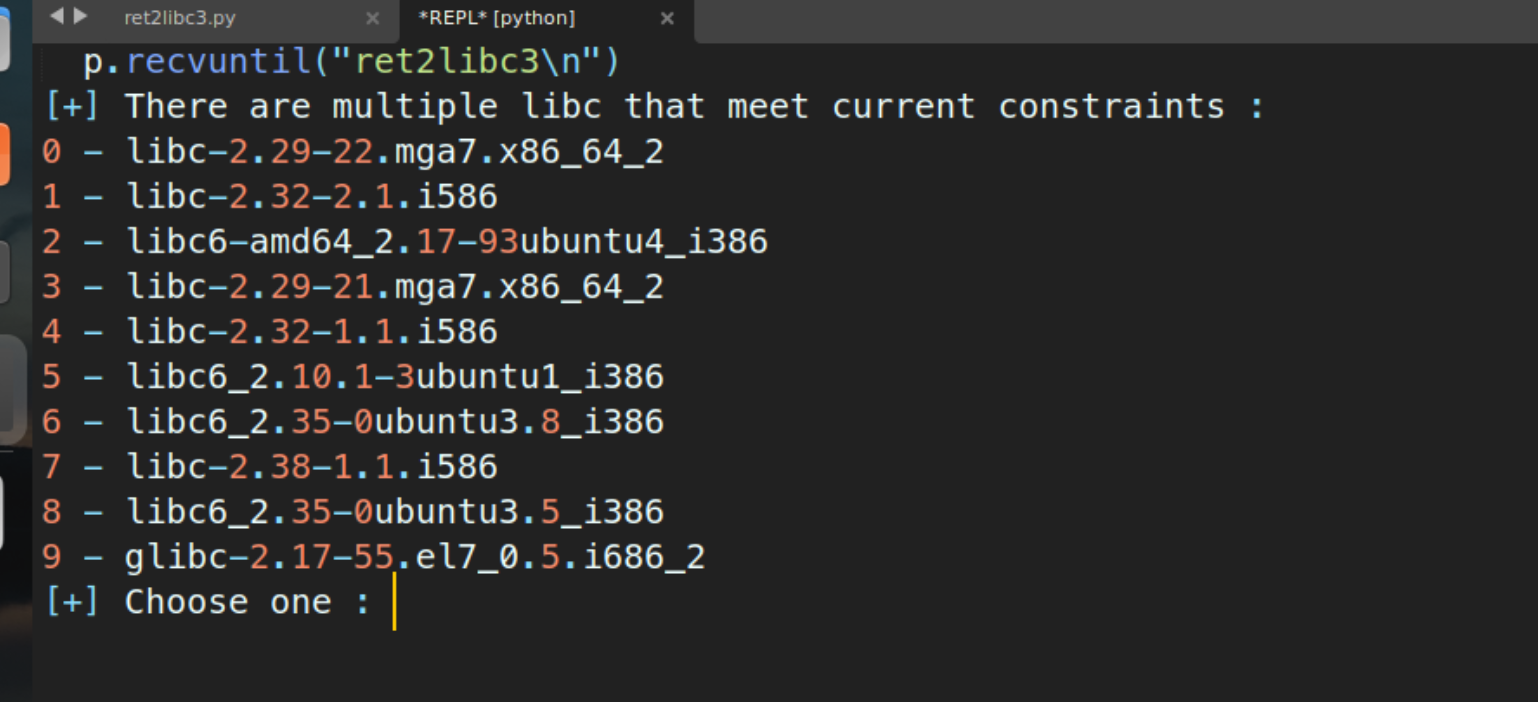 ret2libc3.py × *REPL* [python] ×
p.recvuntil("ret2libc3\n")
[+] There are multiple libc that meet current constraints :
0 - libc-2.29-22.mga7.x86_64_2
1 - libc-2.32-2.1.i586
2 - libc6-amd64_2.17-93ubuntu4_i386
3 - libc-2.29-21.mga7.x86_64_2
4 - libc-2.32-1.1.i586
5 - libc6_2.10.1-3ubuntu1_i386
6 - libc6_2.35-0ubuntu3.8_i386
7 - libc-2.38-1.1.i586
8 - libc6_2.35-0ubuntu3.5_i386
9 - glibc-2.17-55.el7_0.5.i686_2
[+] Choose one :